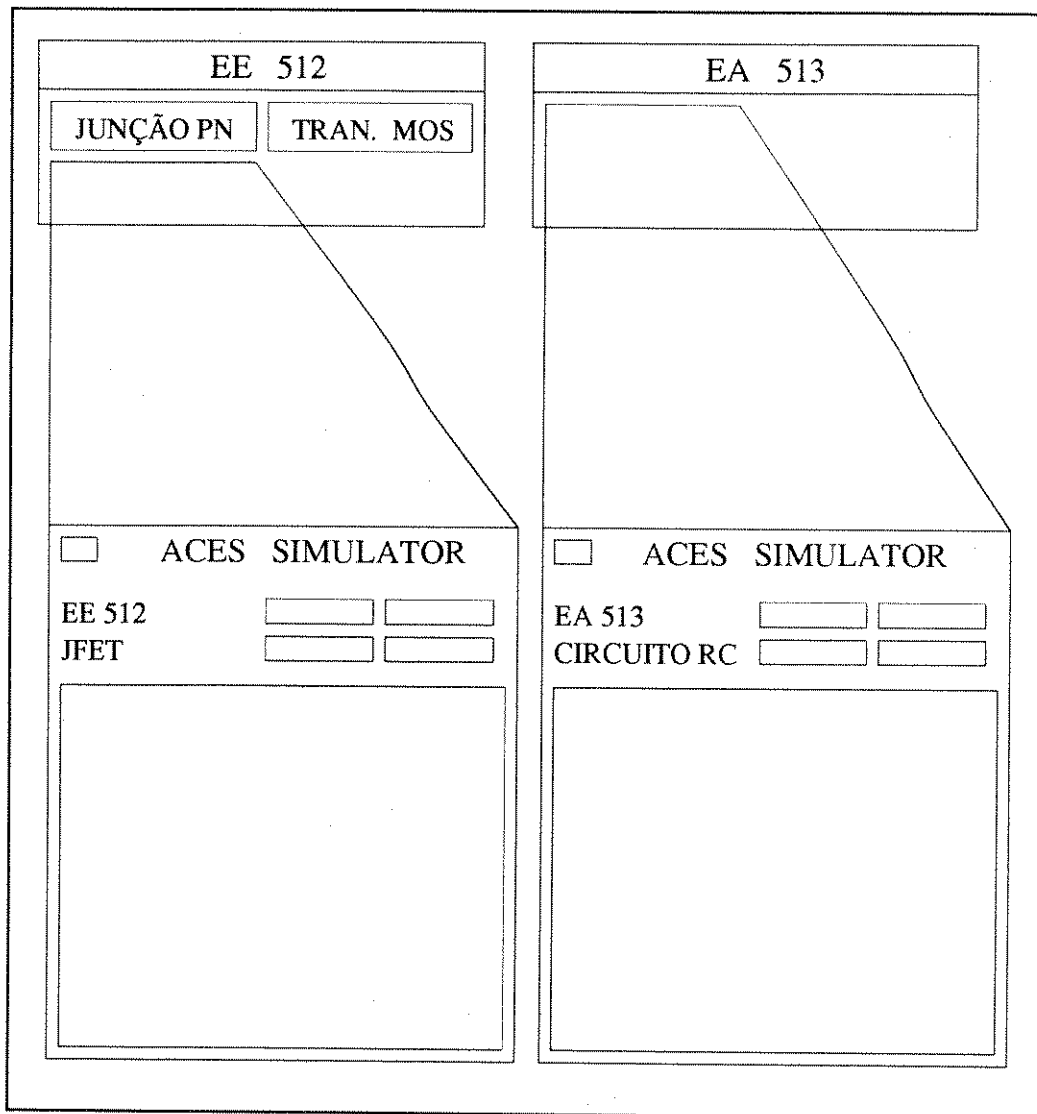 EE 512
JUNÇÃO PN
TRAN. MOS
ACES SIMULATOR
EE 512
JFET
EA 513
ACES SIMULATOR
EA 513
CIRCUITO RC